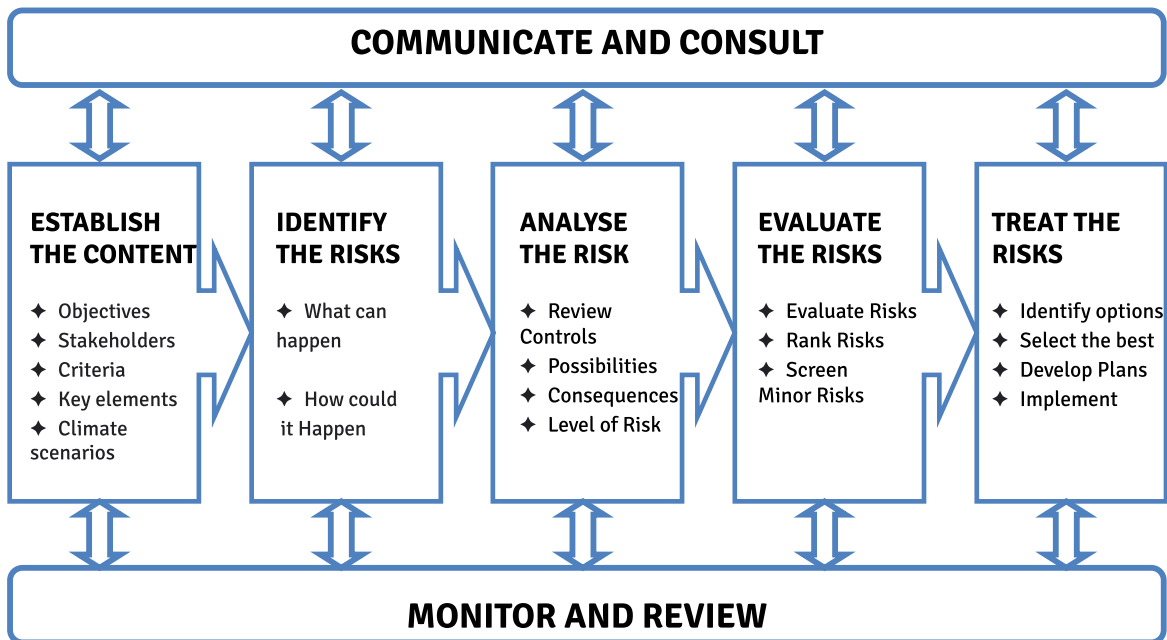 COMMUNICATE AND CONSULT
ESTABLISH
THE CONTENT
✦ Objectives
✦ Stakeholders
✦ Criteria
✦ Key elements
✦ Climate
scenarios
IDENTIFY
THE RISKS
✦ What can
happen
✦ How could
it Happen
ANALYSE
THE RISK
✦ Review
Controls
✦ Possibilities
✦ Consequences
✦ Level of Risk
EVALUATE
THE RISKS
✦ Evaluate Risks
✦ Rank Risks
✦ Screen
Minor Risks
TREAT THE
RISKS
✦ Identify options
✦ Select the best
✦ Develop Plans
✦ Implement
MONITOR AND REVIEW